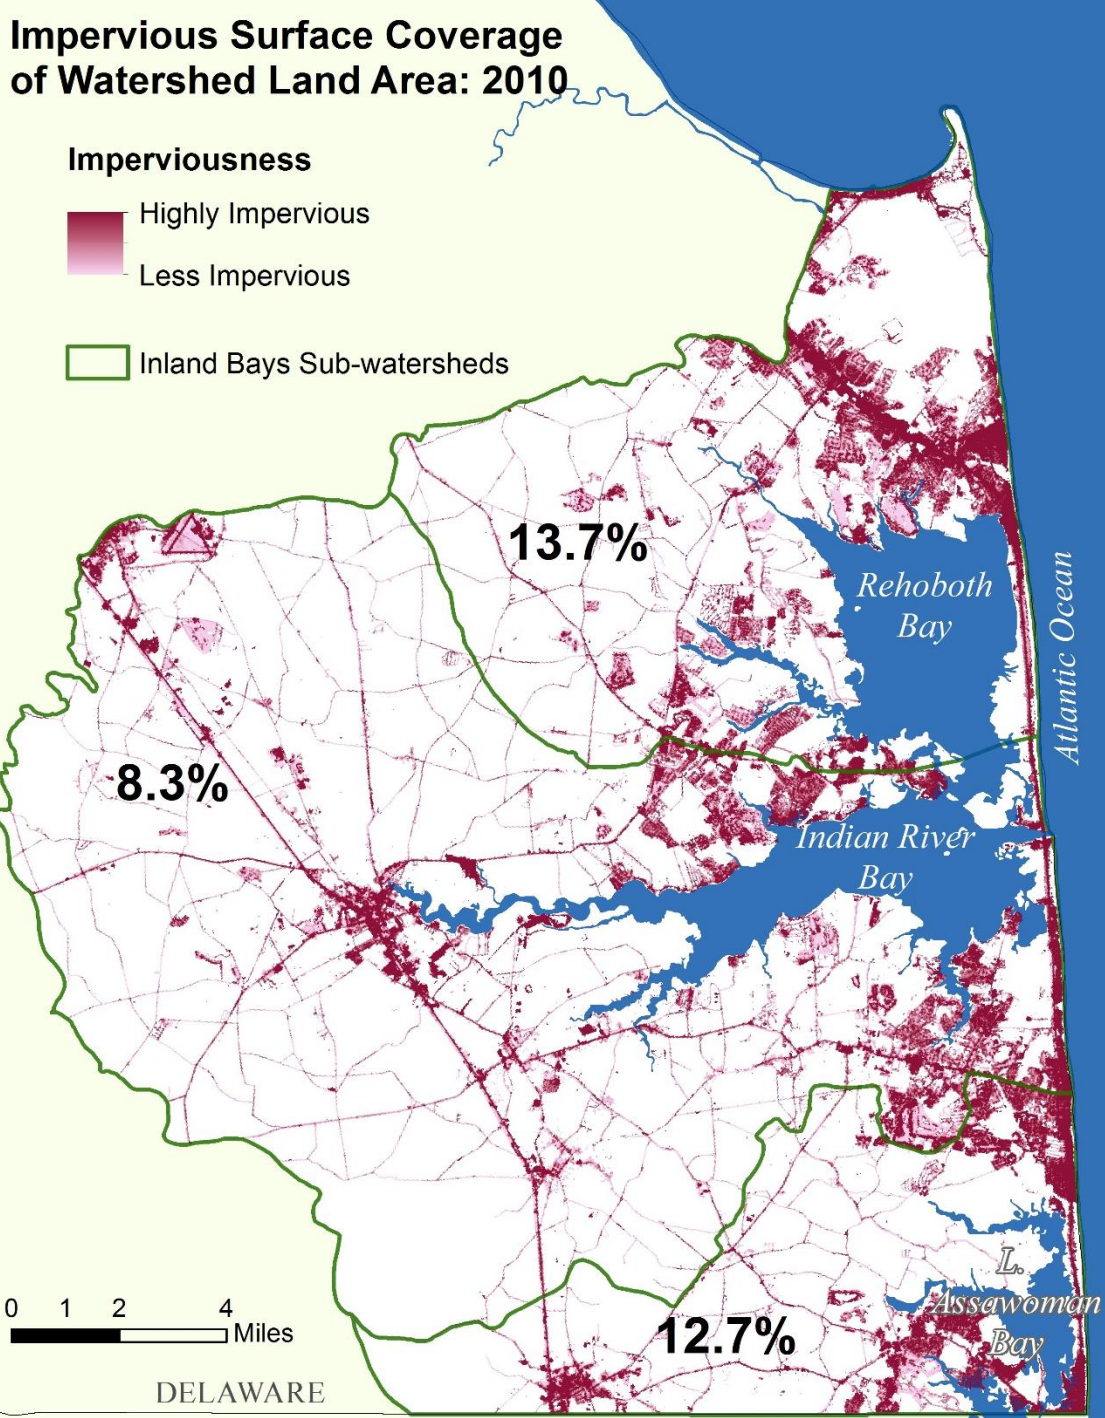 Impervious Surface Coverage
of Watershed Land Area: 2010
Imperviousness
Highly Impervious
Less Impervious
Inland Bays Sub-watersheds
13.7%
Rehoboth
Bay
Atlantic Ocean
8.3%
Indian River
Bay
L.
Assawoman
Bay
12.7%
0 1 2 4
Miles
DELAWARE